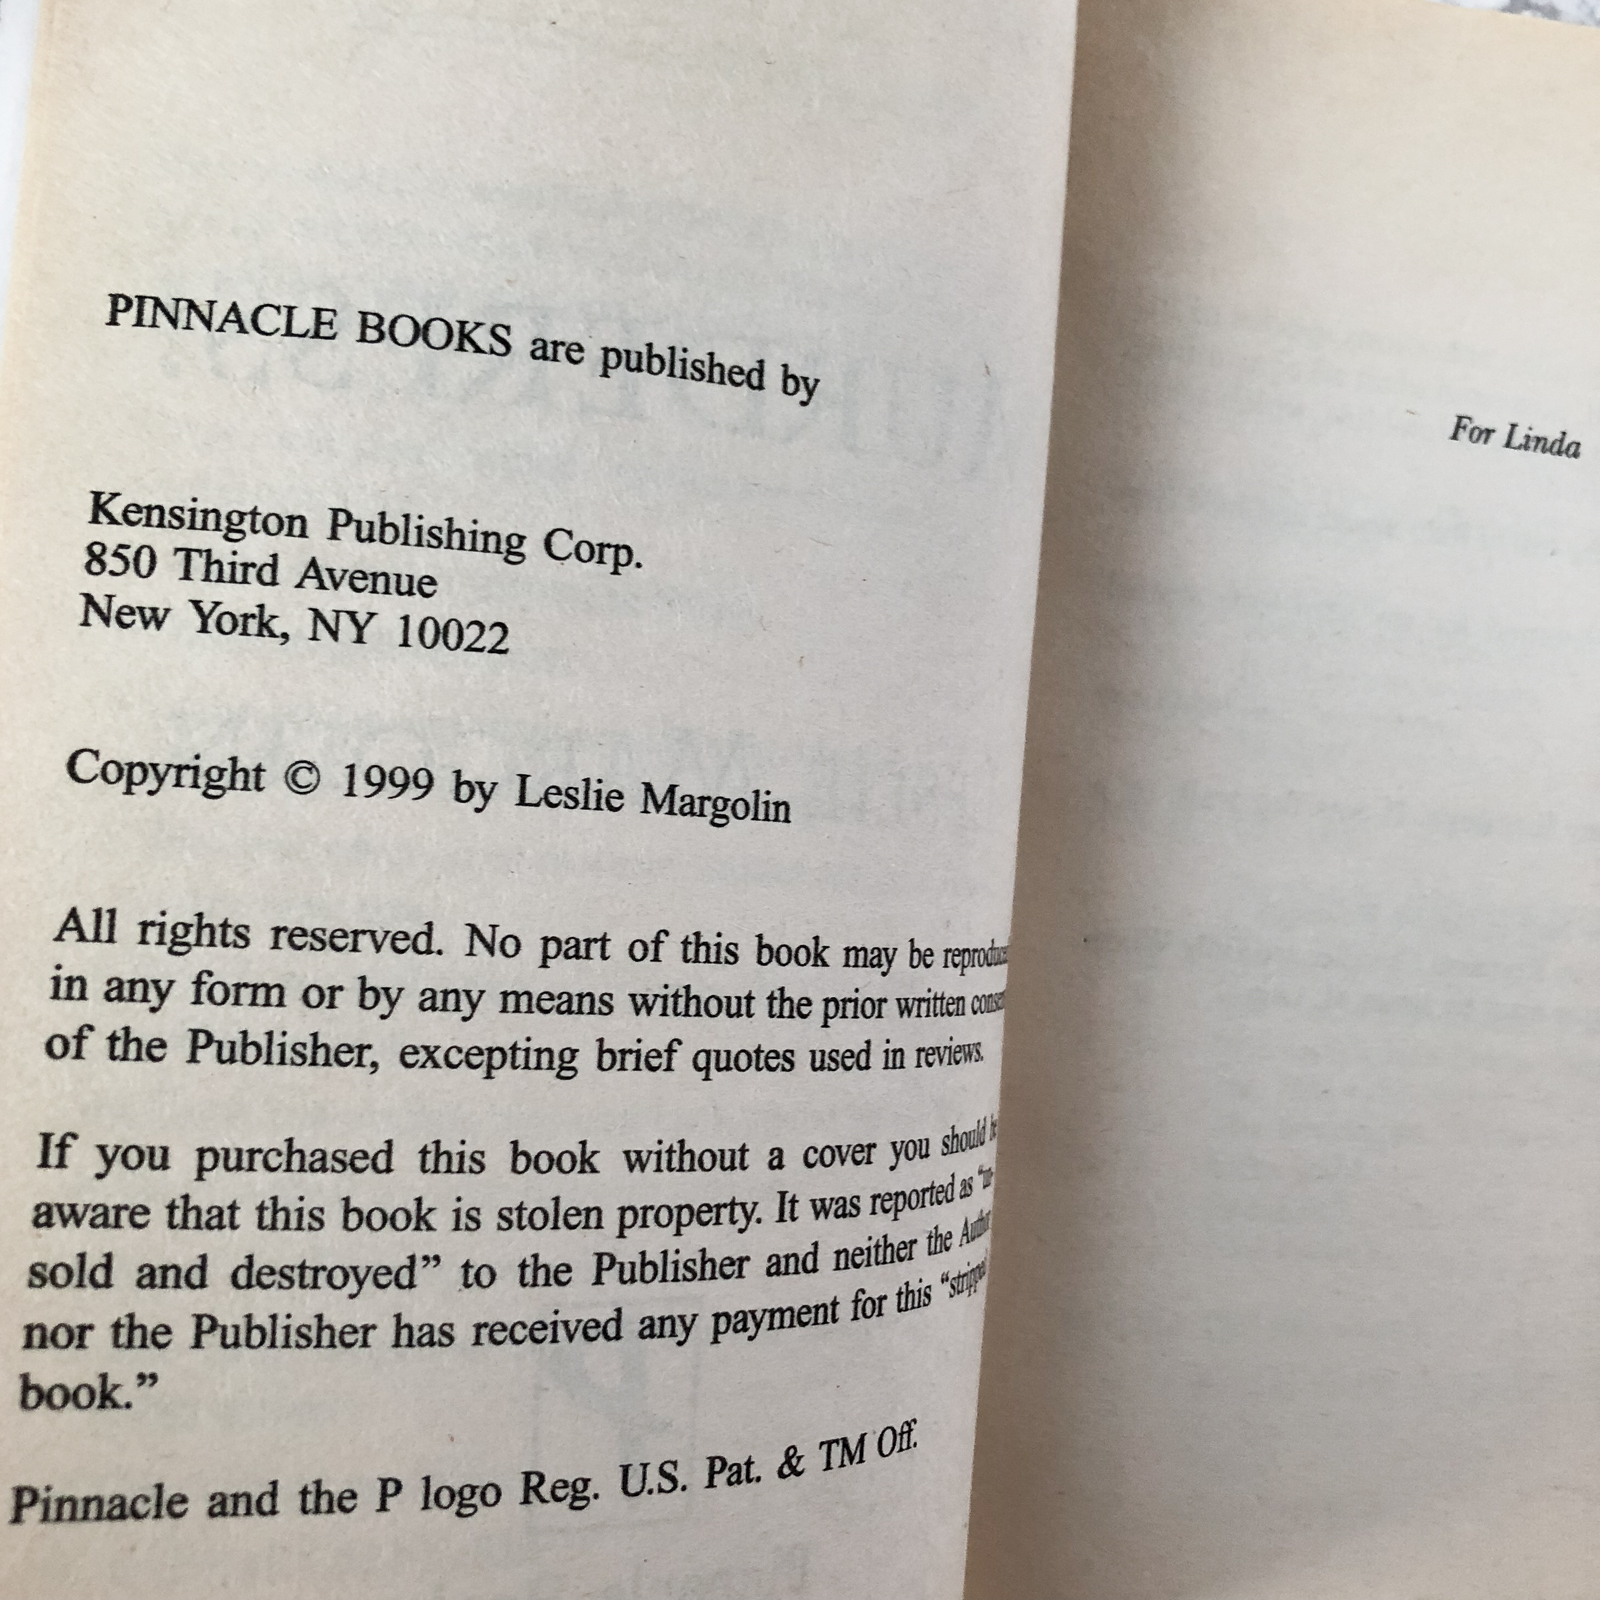 PINNACLE BOOKS are published by
Kensington Publishing Corp.
850 Third Avenue
New York, NY 10022
Copyright © 1999 by Leslie Margolin
All rights reserved. No part of this book may be
in any form or by any means without the prior written
of the Publisher, excepting brief quotes used in reviews.
If you purchased this book without a cover you should be
aware that this book is stolen property. It was reported as "un-
sold and destroyed" to the Publisher and neither the Author
nor the Publisher has received any payment for this "stripped
book."
Pinnacle and the P logo Reg. U.S. Pat. & TM Off.
For Linda